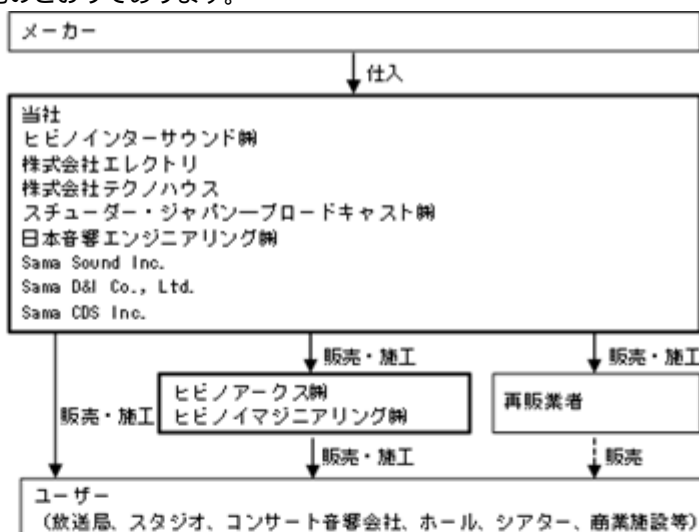 メーカー
仕入
当社
ヒビノインターサウンド㈱
株式会社エレクトリ
株式会社テクノハウス
スチューダー・ジャパンーブロードキャスト㈱
日本音響エンジニアリング㈱
Sama Sound Inc.
Sama D&I Co., Ltd.
Sama CDS Inc.
販売・施工
販売・施工
販売・施工
ヒビノアークス㈱
ヒビノイマジニアリング㈱
再販業者
販売・施工
販売
ユーザー
(放送局、スタジオ、コンサート音響会社、ホール、シアター、商業施設等)